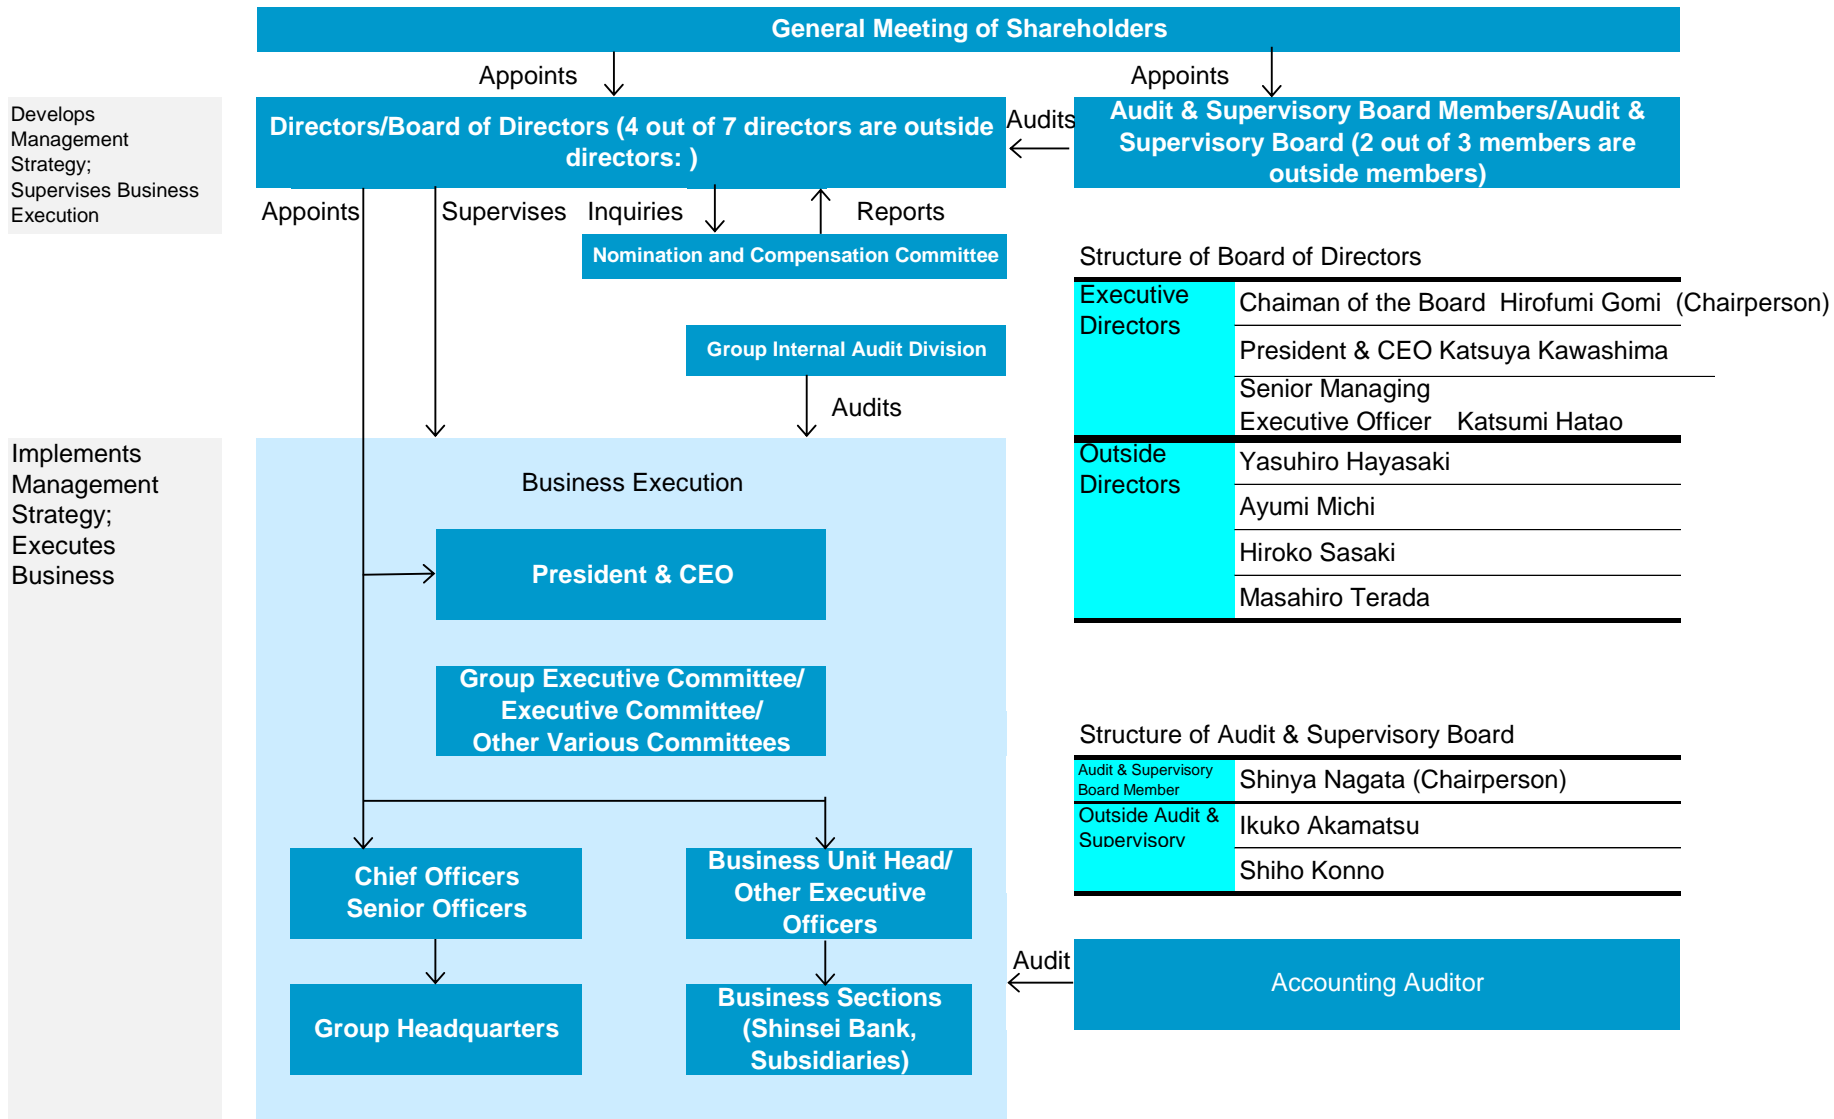 General Meeting of Shareholders
Appoints
Appoints
Develops
Management
Strategy;
Supervises Business
Execution
Directors/Board of Directors (4 out of 7 directors are outside
directors: )
Audits
Audit & Supervisory Board Members/Audit &
Supervisory Board (2 out of 3 members are
outside members)
Appoints
Supervises
Inquiries
Reports
Nomination and Compensation Committee
Group Internal Audit Division
Audits
Structure of Board of Directors
Executive
Directors
Chaiman of the Board Hirofumi Gomi (Chairperson)
President & CEO Katsuya Kawashima
Senior Managing
Executive Officer Katsumi Hatao
Outside
Directors
Yasuhiro Hayasaki
Ayumi Michi
Hiroko Sasaki
Masahiro Terada
Implements
Management
Strategy;
Executes
Business
Business Execution
President & CEO
Group Executive Committee/
Executive Committee/
Other Various Committees
Structure of Audit & Supervisory Board
Audit & Supervisory
Board Member
Shinya Nagata (Chairperson)
Outside Audit &
Supervisory
Ikuko Akamatsu
Shiho Konno
Chief Officers
Senior Officers
Business Unit Head/
Other Executive
Officers
Group Headquarters
Business Sections
(Shinsei Bank,
Subsidiaries)
Audit
Accounting Auditor